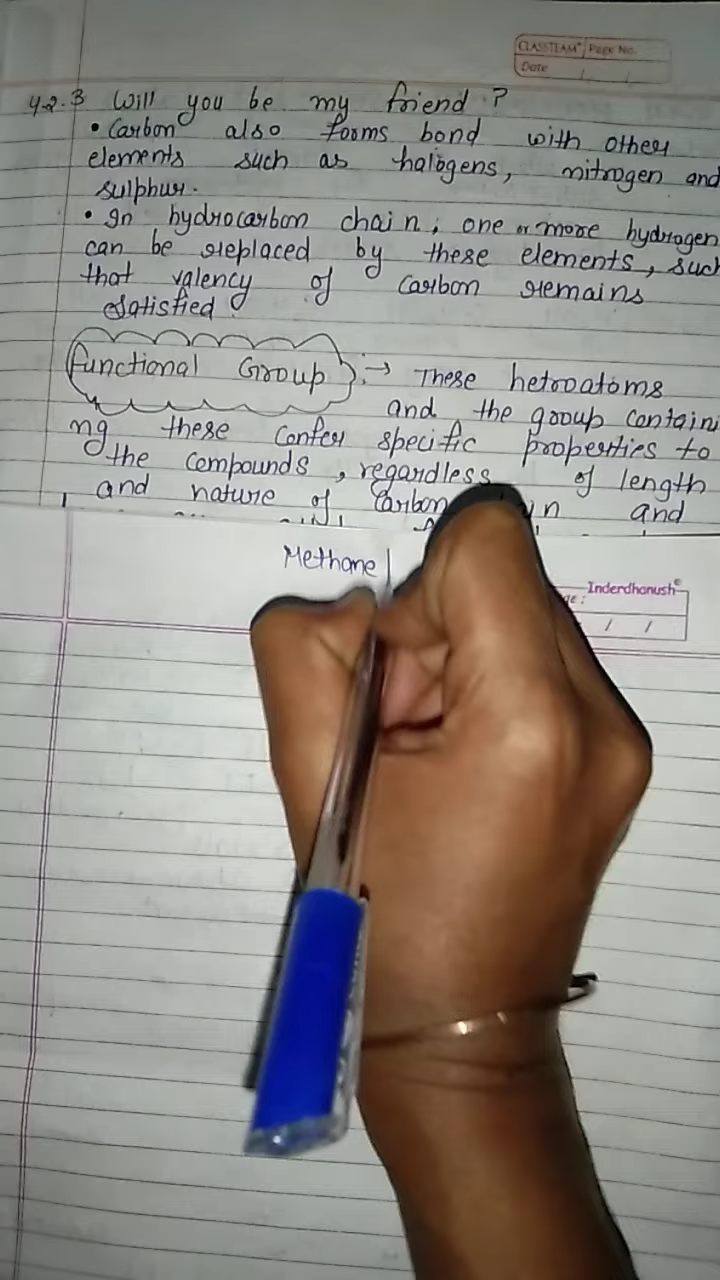 CLASSTEAM Page No.
Date / /
4.2.3 Will you be my friend ?
• Carbon also forms bond with other
elements such as halogens, nitrogen and
sulphur.
• In hydrocarbon chain, one or more hydrogen
can be replaced by these elements, such
that valency of carbon remains
satisfied
Functional Group :→ These hetroatoms
and the group contain
ng these confer specific properties to
the compounds, regardless of length
and nature of Carbon and
Methane
Inderdhanush
/ /